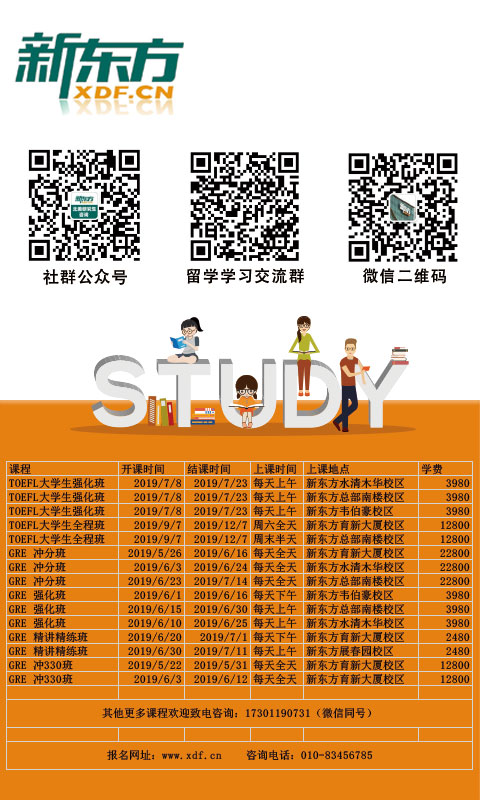 新东方
XDF.CN
社群公众号 留学学习交流群 微信二维码
STUDY
课程 开课时间 结课时间 上课时间 上课地点 学费
TOEFL大学生强化班 2019/7/8 2019/7/23 每天上午 新东方水清木华校区 3980
TOEFL大学生强化班 2019/7/8 2019/7/23 每天上午 新东方总部南楼校区 3980
TOEFL大学生强化班 2019/7/8 2019/7/23 每天上午 新东方韦伯豪校区 3980
TOEFL大学生全程班 2019/9/7 2019/12/7 周六全天 新东方育新大厦校区 12800
TOEFL大学生全程班 2019/9/7 2019/12/7 周末半天 新东方总部南楼校区 12800
GRE 冲分班 2019/5/26 2019/6/16 每天全天 新东方育新大厦校区 22800
GRE 冲分班 2019/6/3 2019/6/24 每天全天 新东方水清木华校区 22800
GRE 冲分班 2019/6/23 2019/7/14 每天全天 新东方总部南楼校区 22800
GRE 强化班 2019/6/1 2019/6/16 每天下午 新东方韦伯豪校区 3980
GRE 强化班 2019/6/15 2019/6/30 每天上午 新东方总部南楼校区 3980
GRE 强化班 2019/6/10 2019/6/25 每天上午 新东方水清木华校区 3980
GRE 精讲精练班 2019/6/20 2019/7/1 每天下午 新东方育新大厦校区 2480
GRE 精讲精练班 2019/6/30 2019/7/11 每天上午 新东方展春园校区 2480
GRE 冲330班 2019/5/22 2019/5/31 每天全天 新东方育新大厦校区 12800
GRE 冲330班 2019/6/3 2019/6/12 每天全天 新东方育新大厦校区 12800
其他更多课程欢迎致电咨询：17301190731（微信同号）
报名网址：www.xdf.cn 咨询电话：010-83456785